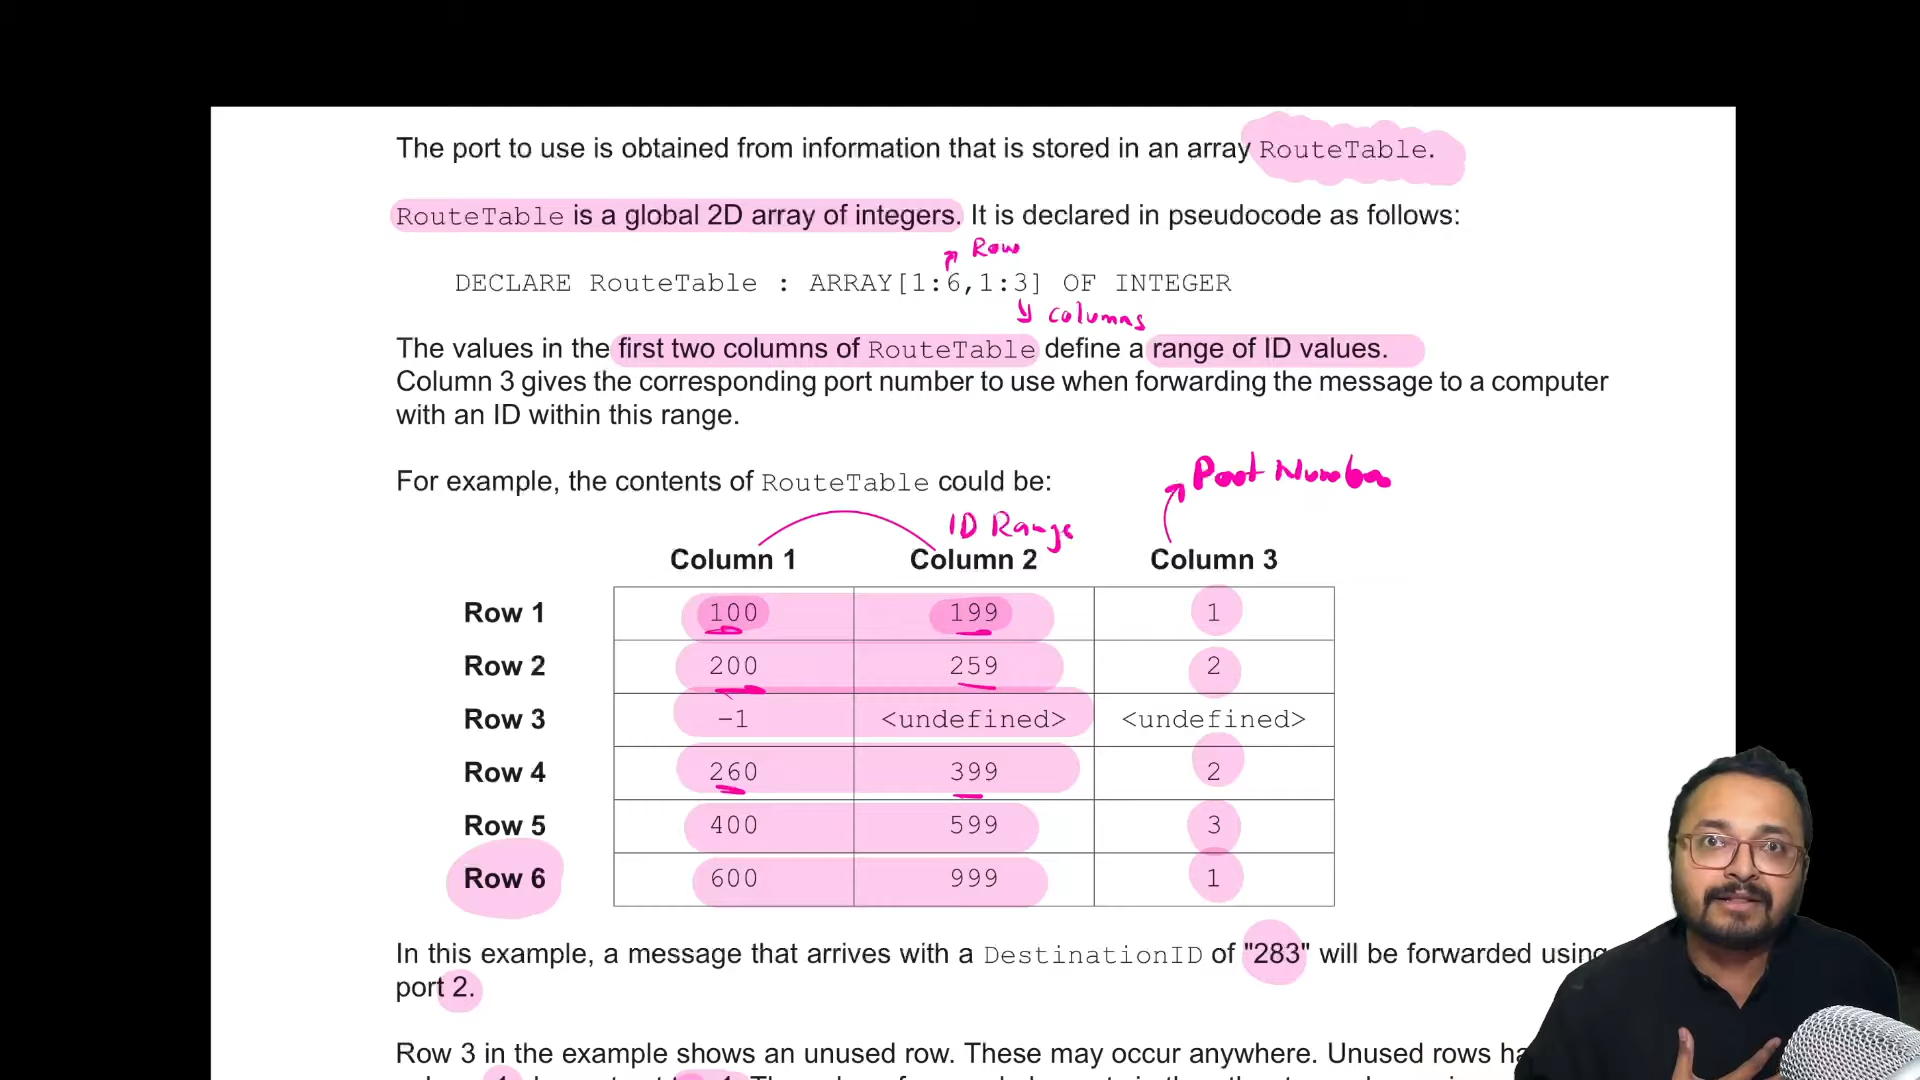 The port to use is obtained from information that is stored in an array RouteTable.
RouteTable is a global 2D array of integers. It is declared in pseudocode as follows:
Row
DECLARE RouteTable : ARRAY[1:6,1:3] OF INTEGER
columns
The values in the first two columns of RouteTable define a range of ID values.
Column 3 gives the corresponding port number to use when forwarding the message to a computer
with an ID within this range.
Port Number
For example, the contents of RouteTable could be:
ID Range
Column 1 Column 2 Column 3
Row 1 100 199 1
Row 2 200 259 2
Row 3 –1 <undefined> <undefined>
Row 4 260 399 2
Row 5 400 599 3
Row 6 600 999 1
In this example, a message that arrives with a DestinationID of "283" will be forwarded using
port 2.
Row 3 in the example shows an unused row. These may occur anywhere. Unused rows